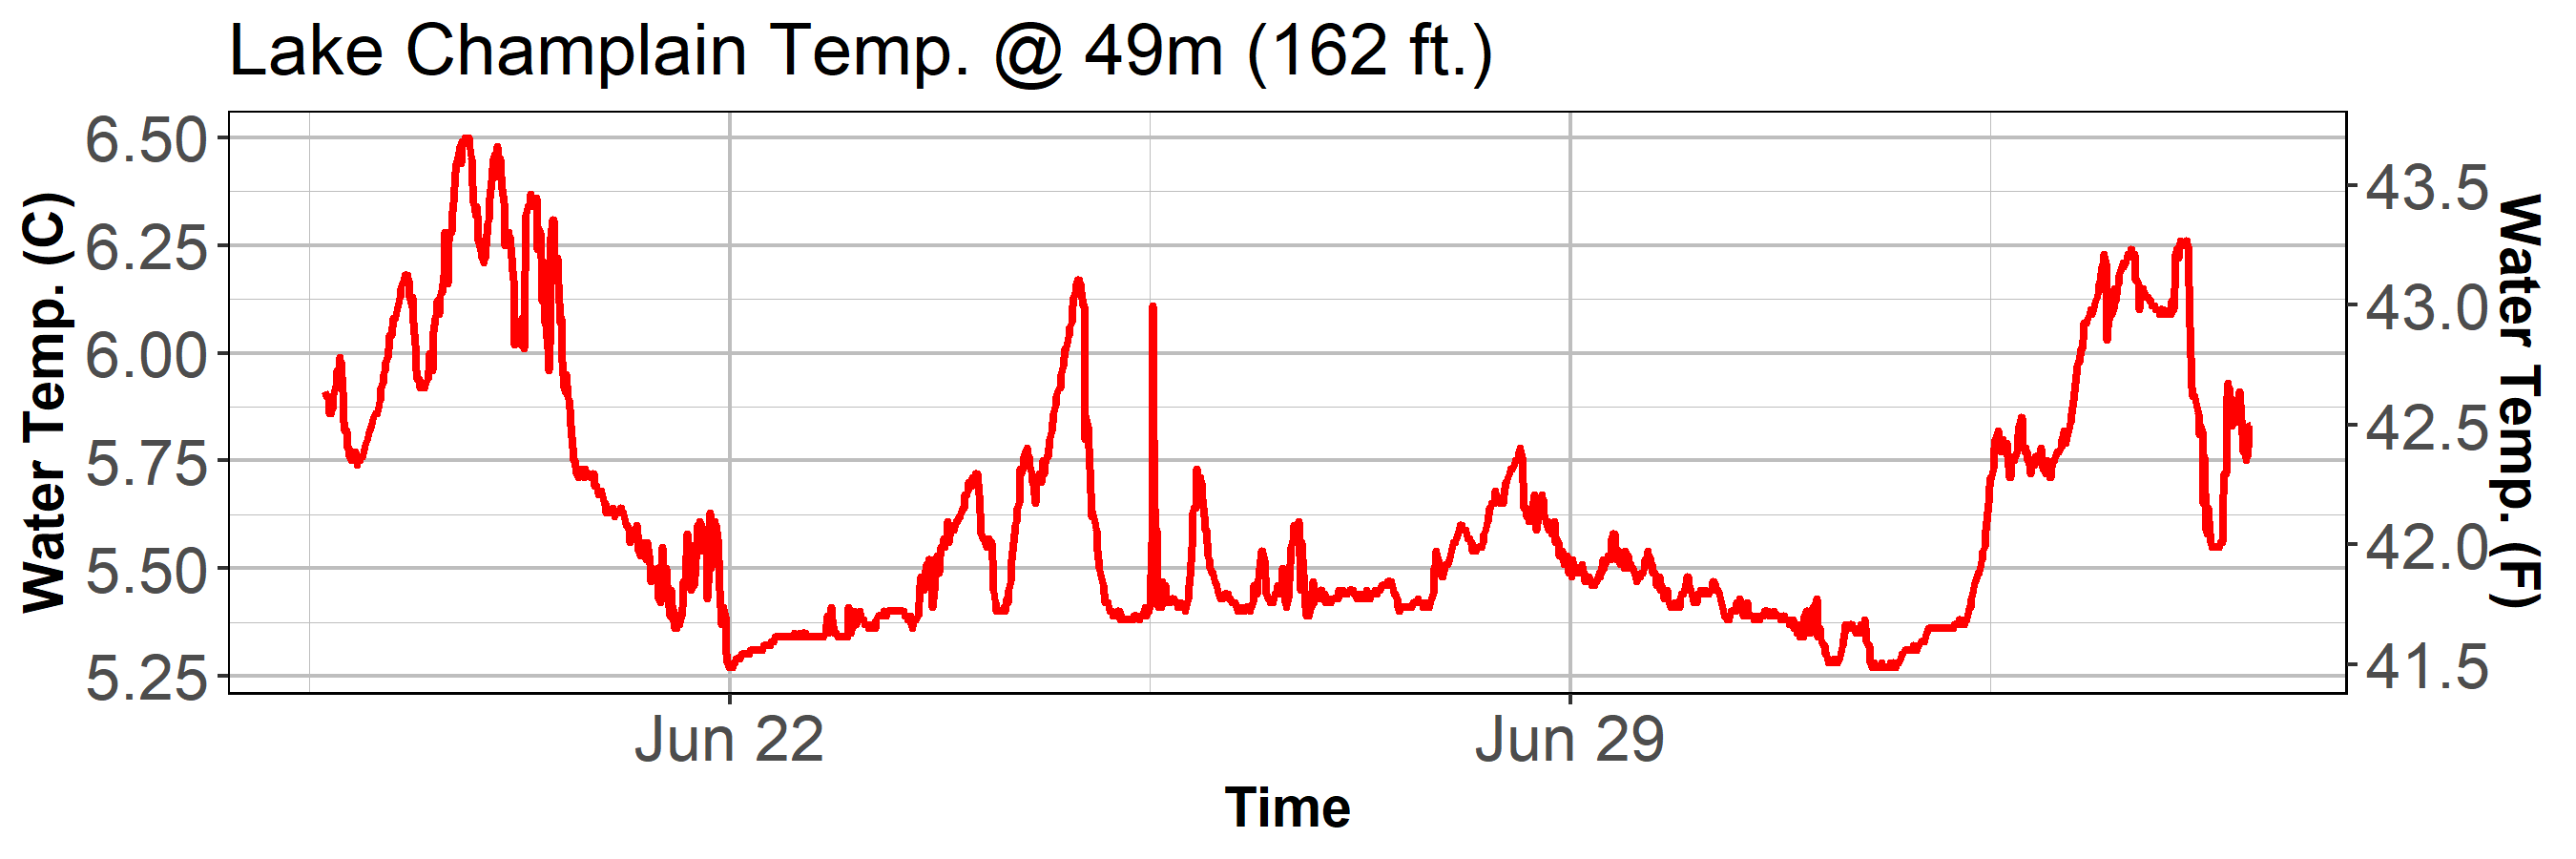 Lake Champlain Temp. @ 49m (162 ft.)
Water Temp. (C)
6.50
6.25
6.00
5.75
5.50
5.25
43.5
43.0
42.5
42.0
41.5
Water Temp. (F)
Jun 22
Jun 29
Time